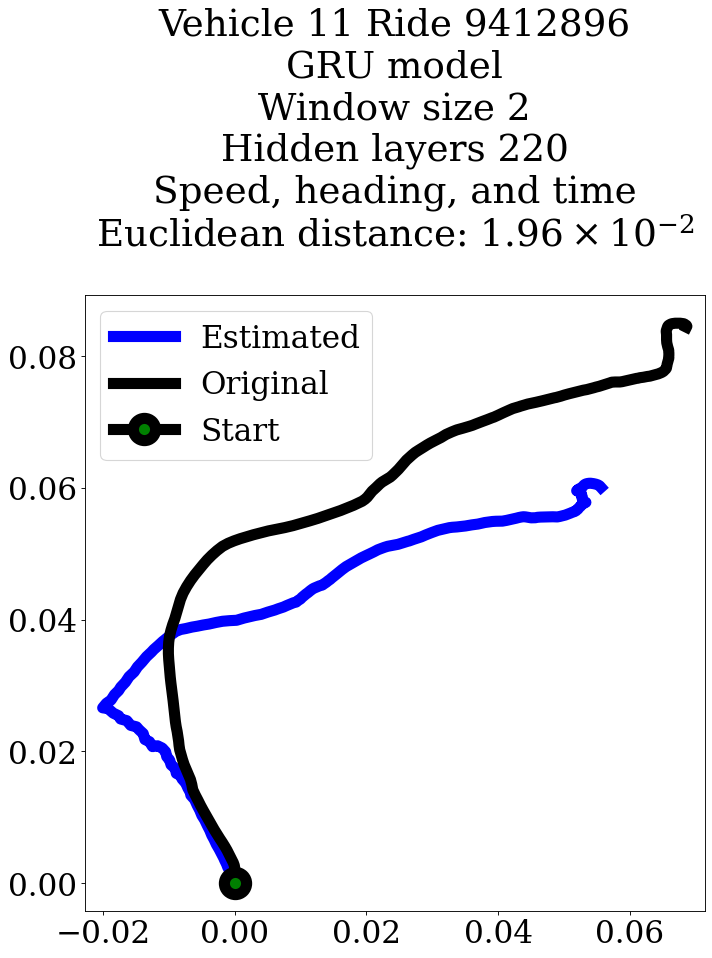 Vehicle 11 Ride 9412896
GRU model
Window size 2
Hidden layers 220
Speed, heading, and time
Euclidean distance: 1.96 × 10⁻²
Estimated
Original
Start
0.08
0.06
0.04
0.02
0.00
−0.02 0.00 0.02 0.04 0.06